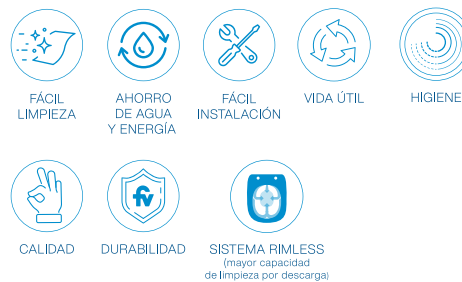 FÁCIL
LIMPIEZA
AHORRO
DE AGUA
Y ENERGÍA
FÁCIL
INSTALACIÓN
VIDA ÚTIL
HIGIENE
CALIDAD
fv
DURABILIDAD
SISTEMA RIMLESS
(mayor capacidad
de limpieza por descarga)